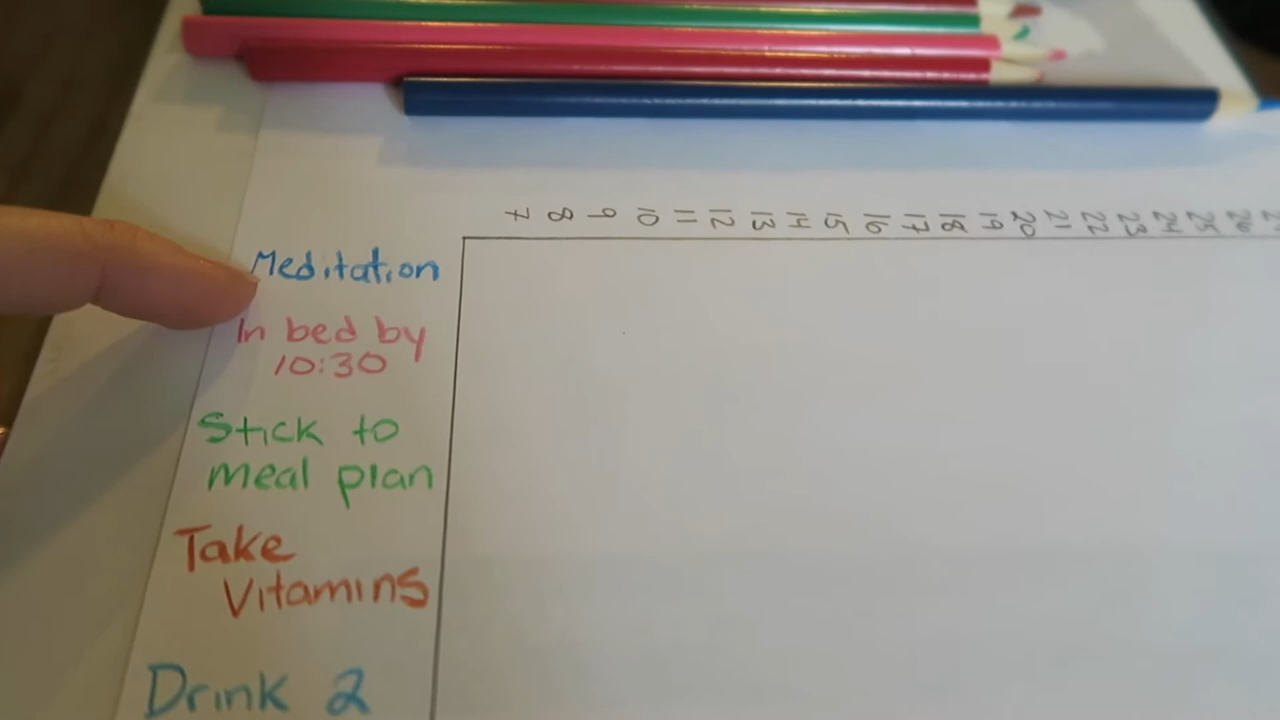 7 8 9 10 11 12 13 14 15 16 17 18 19 20 21 22 23 24 25 26
Meditation
In bed by
10:30
Stick to
meal plan
Take
Vitamins
Drink 2